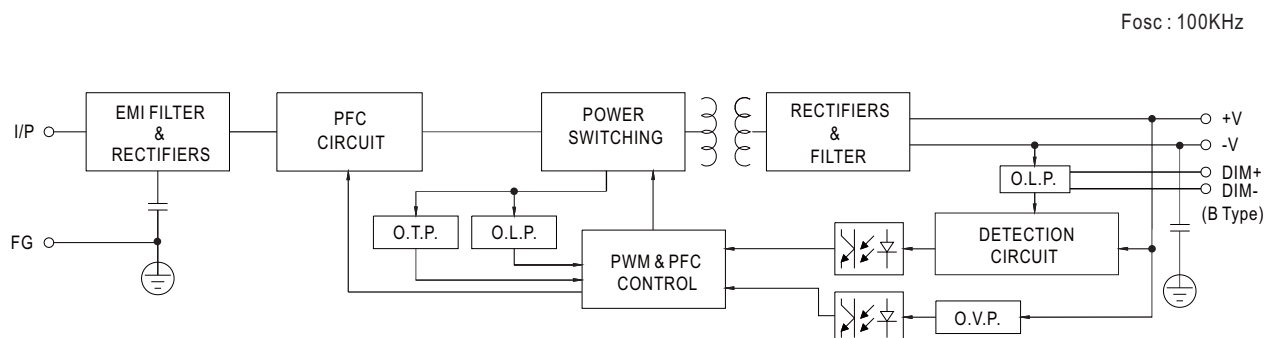 Fosc : 100KHz
I/P
EMI FILTER
&
RECTIFIERS
PFC
CIRCUIT
POWER
SWITCHING
RECTIFIERS
&
FILTER
+V
-V
DIM+
DIM-
(B Type)
O.L.P.
FG
O.T.P.
O.L.P.
PWM & PFC
CONTROL
DETECTION
CIRCUIT
O.V.P.